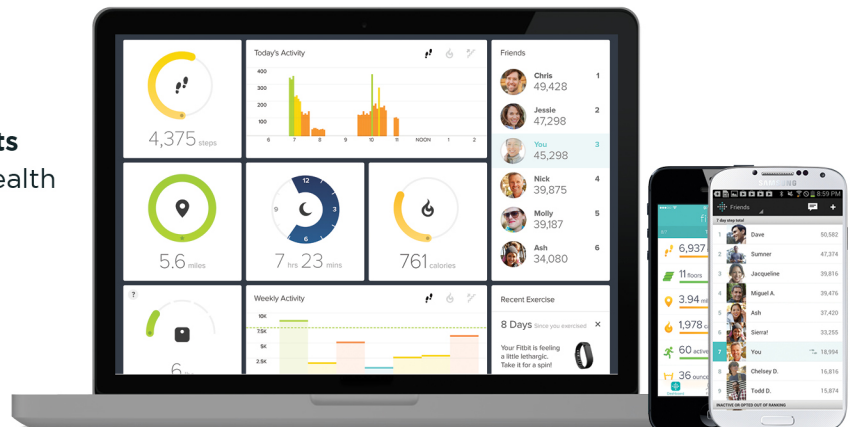 ts
ealth
4,375 steps
Today's Activity
400
300
200
100
6 7 8 9 10 11 NOON 1 2
Friends
Chris 1
49,428
Jessie 2
47,298
You 3
45,298
Nick 4
39,875
Molly 5
39,187
Ash 6
34,080
5.6 miles
12
9 3
6
7 hrs 23 mins
761 calories
?
6
Weekly Activity
10K
7.5K
5K
2.5K
Recent Exercise
8 Days Since you exercised ×
Your Fitbit is feeling
a little lethargic.
Take it for a spin!
fi
6,937
11 floors
3.94 mi
1,978 c
60 active
36 ounce
Dashboard
SAMSUNG
8:59 PM
Friends
7 day step total
1 Dave 50,582
2 Sumner 47,374
3 Jacqueline 39,816
4 Miguel A. 39,476
5 Ash 37,420
6 Sierra! 33,255
7 You 18,994
8 Chelsey D. 16,816
9 Todd D. 15,874
INACTIVE OR OPTED OUT OF RANKING